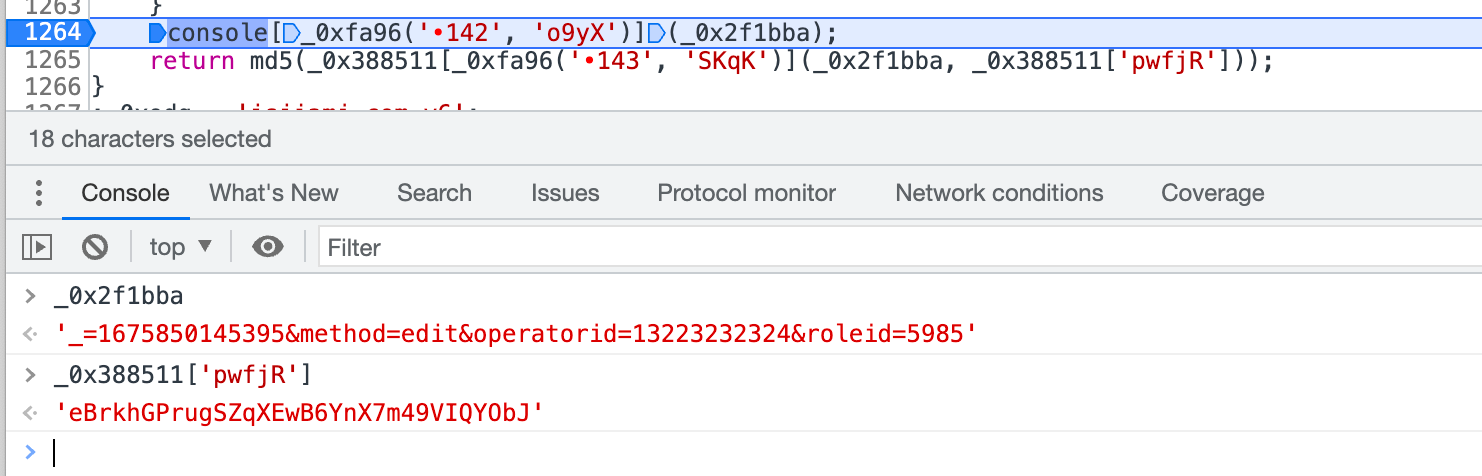 1263 }
1264 console[_0xfa96('•142', 'o9yX')](_0x2f1bba);
1265 return md5(_0x388511[_0xfa96('•143', 'SKqK')](_0x2f1bba, _0x388511['pwfjR']));
1266 }
18 characters selected
Console What's New Search Issues Protocol monitor Network conditions Coverage
top ▼ Filter
> _0x2f1bba
<· '_=1675850145395&method=edit&operatorid=13223232324&roleid=5985'
> _0x388511['pwfjR']
<· 'eBrkhGPrugSZqXEwB6YnX7m49VIQYObJ'
>